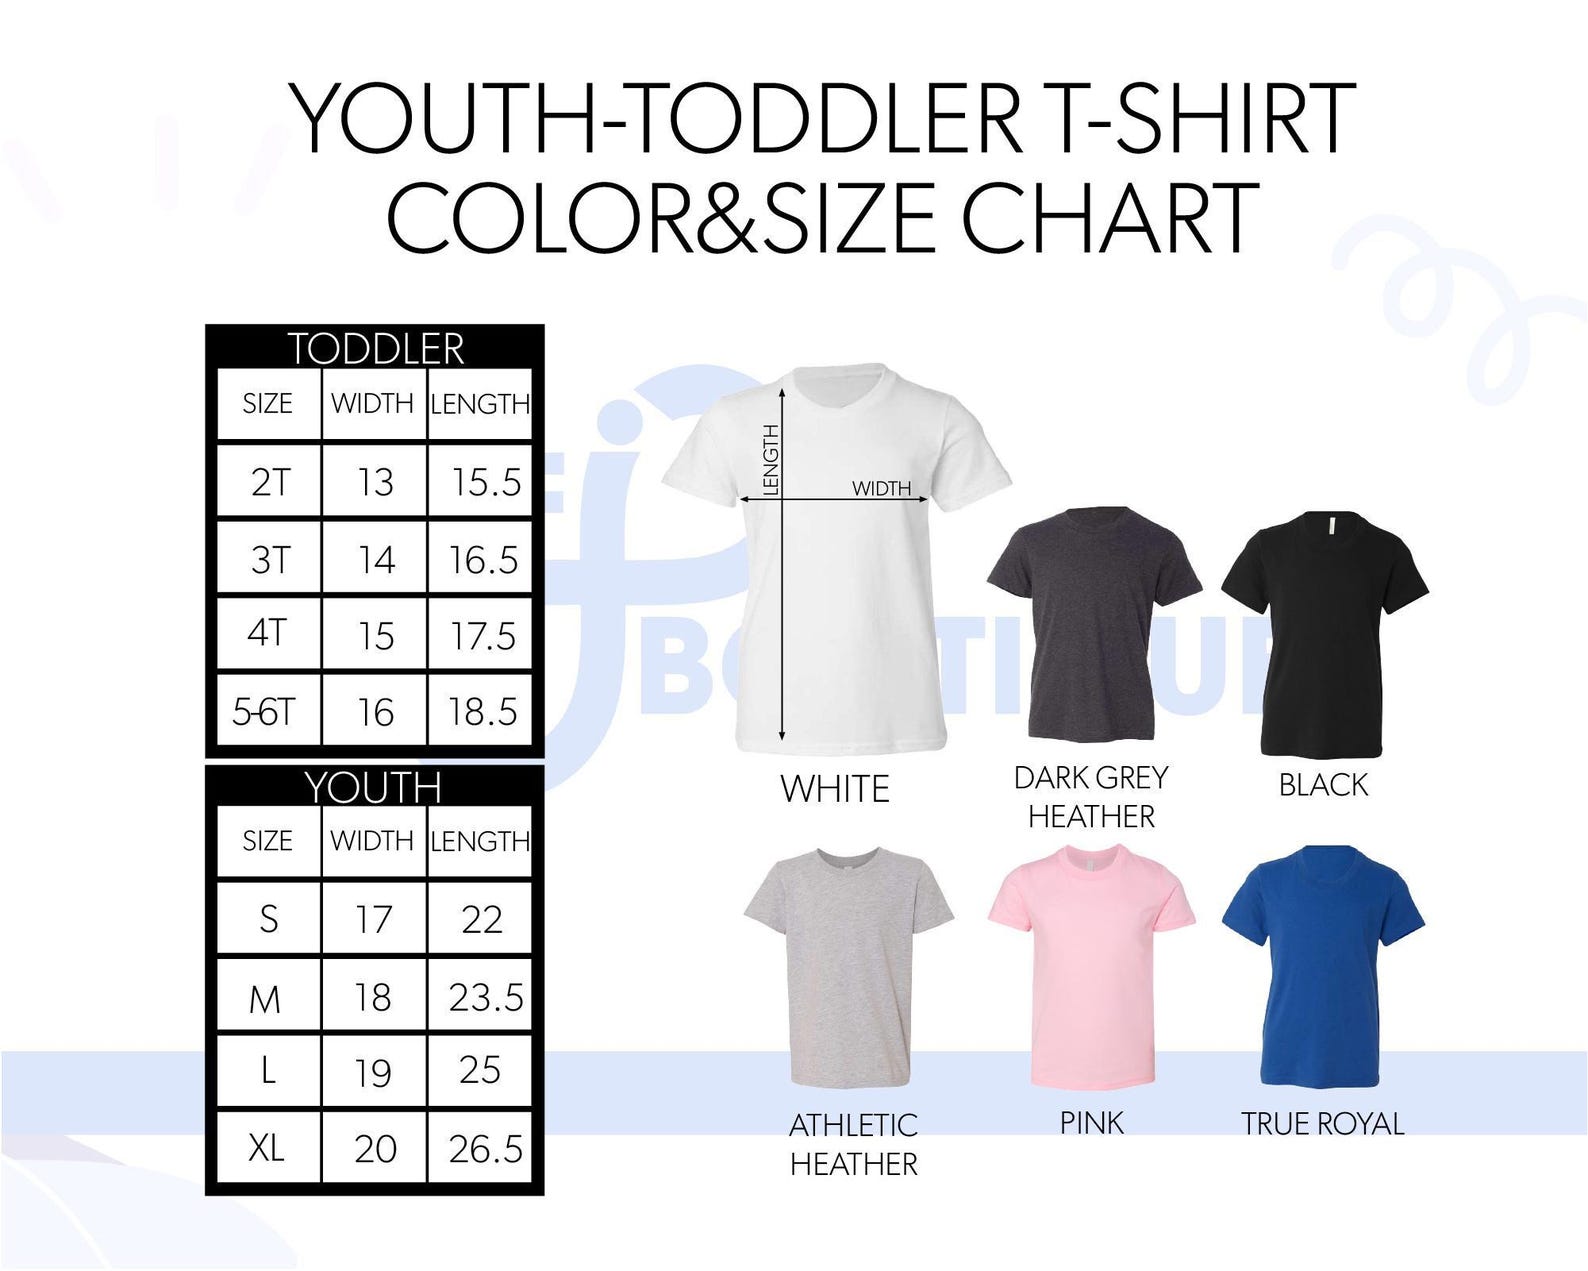 YOUTH-TODDLER T-SHIRT
COLOR&SIZE CHART
TODDLER
SIZE WIDTH LENGTH
2T 13 15.5
3T 14 16.5
4T 15 17.5
5-6T 16 18.5
YOUTH
SIZE WIDTH LENGTH
S 17 22
M 18 23.5
L 19 25
XL 20 26.5
LENGTH
WIDTH
WHITE
DARK GREY
HEATHER
BLACK
ATHLETIC
HEATHER
PINK
TRUE ROYAL